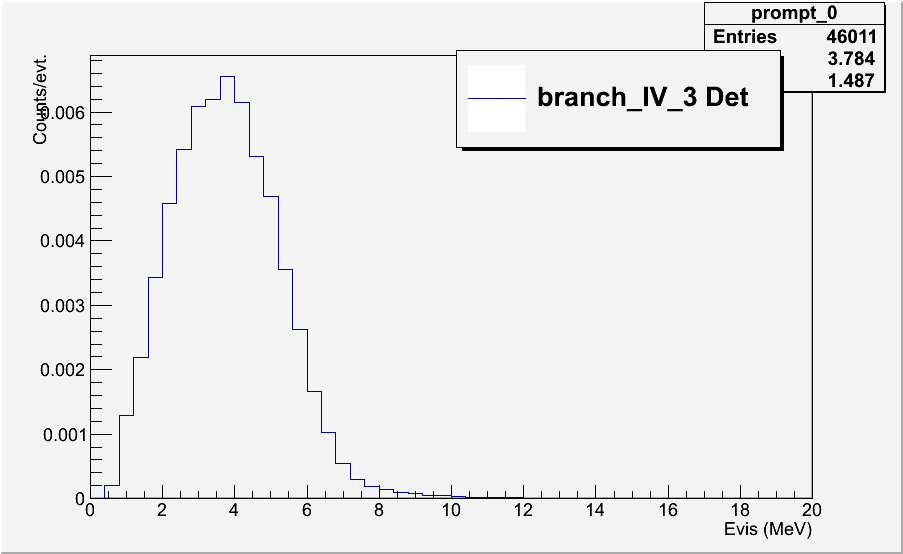 prompt_0
Entries 46011
3.784
1.487
branch_IV_3 Det
Counts/evt.
0.006
0.005
0.004
0.003
0.002
0.001
0
0 2 4 6 8 10 12 14 16 18 20
Evis (MeV)